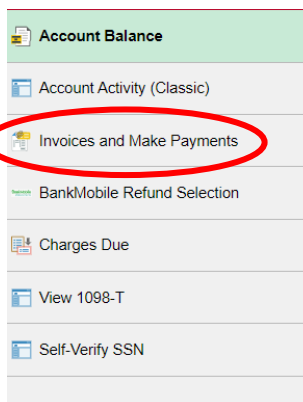 Account Balance
Account Activity (Classic)
Invoices and Make Payments
BankMobile Refund Selection
Charges Due
View 1098-T
Self-Verify SSN